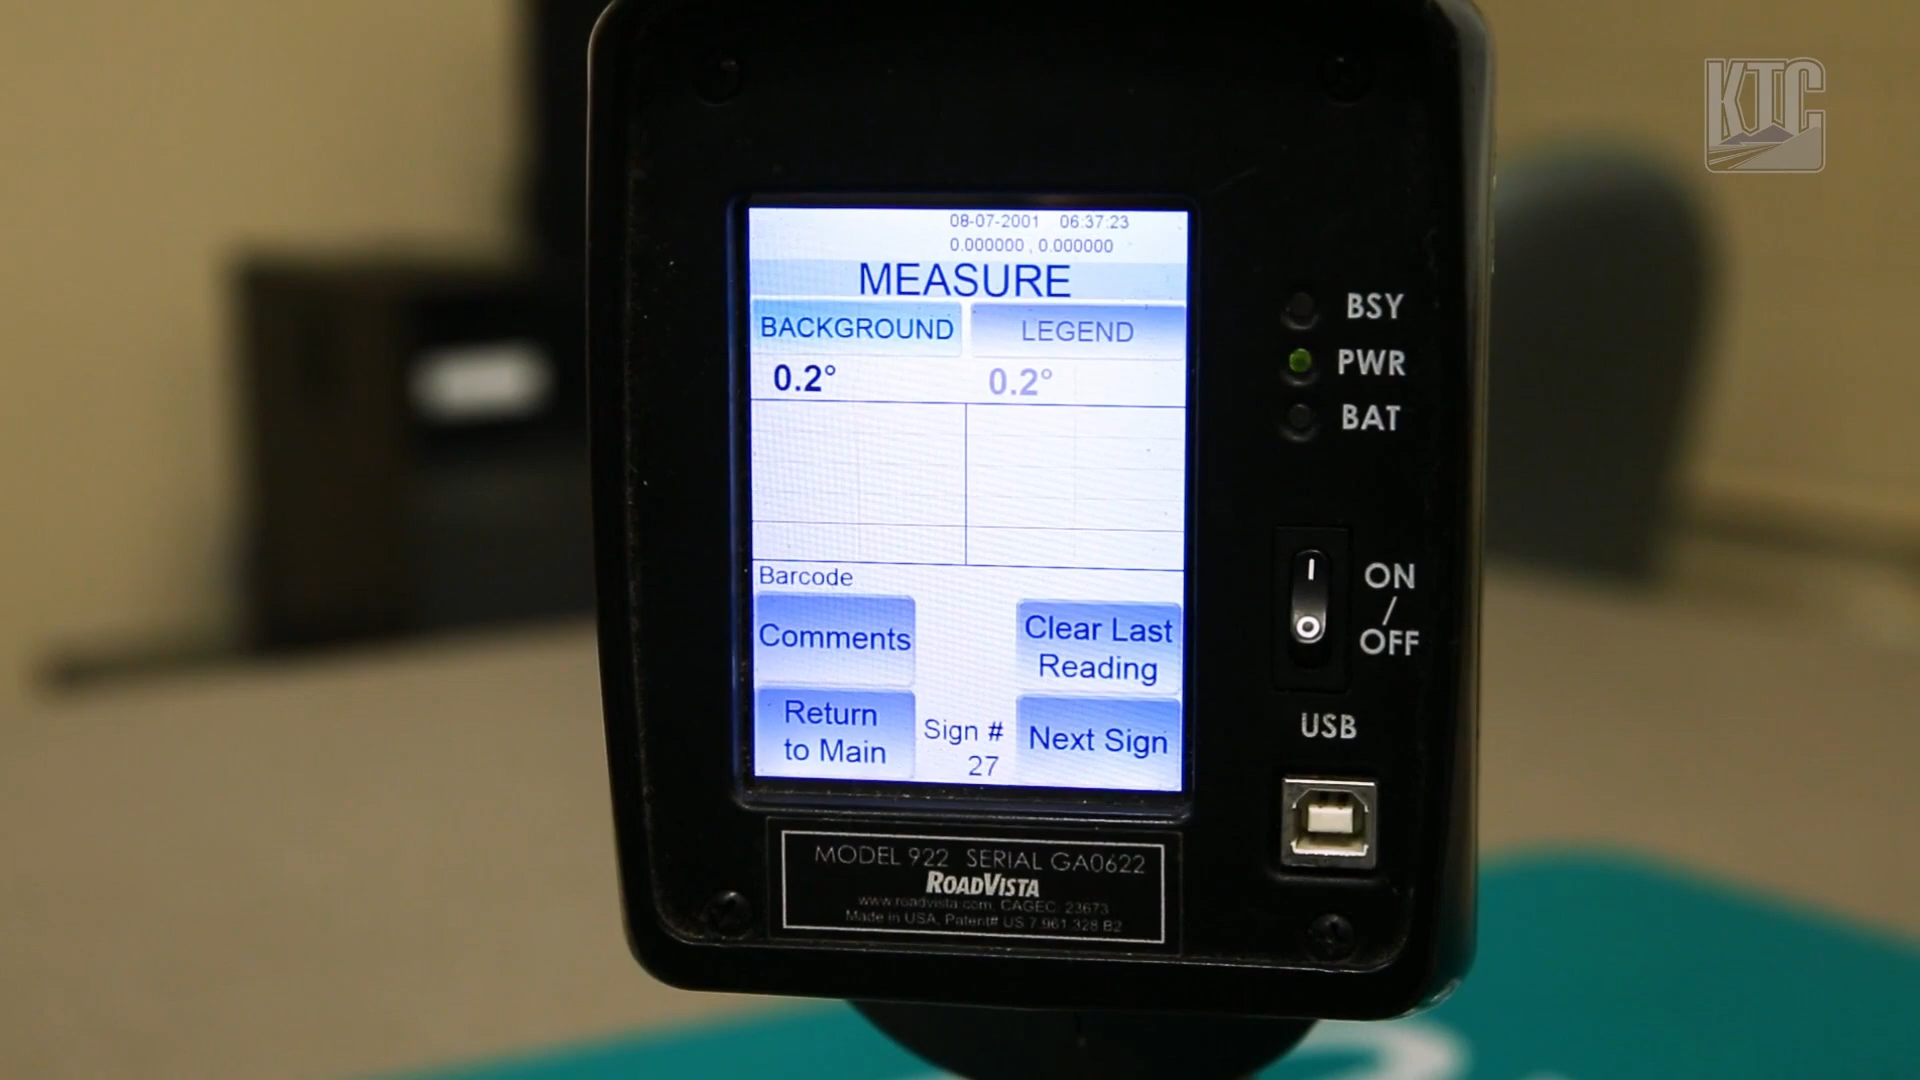 KTC
08-07-2001 06:37:23
0.000000 , 0.000000
MEASURE
BACKGROUND LEGEND
0.2° 0.2°
Barcode
Comments
Clear Last
Reading
Return
to Main
Sign #
27
Next Sign
BSY
PWR
BAT
ON
/
OFF
USB
MODEL 922 SERIAL GA0622
ROADVISTA
www.roadvista.com, CAGEC: 23673
Made in USA, Patent# US 7,961,328 B2